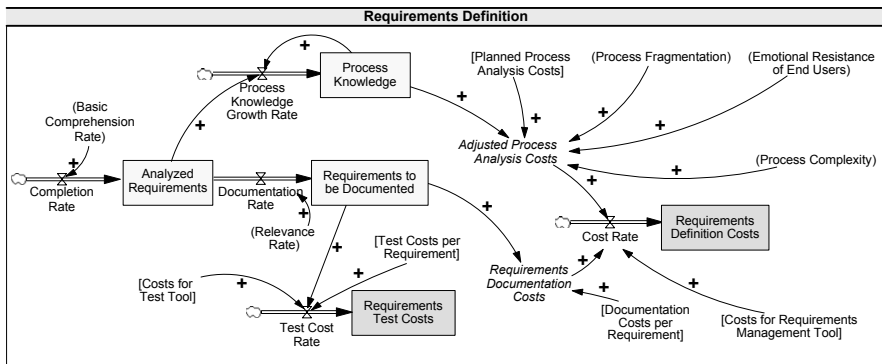 Requirements Definition
+
[Planned Process
Analysis Costs]
(Process Fragmentation)
(Emotional Resistance
of End Users)
Process
Knowledge
Process
Knowledge
Growth Rate
+
+
+
+
(Basic
Comprehension
Rate)
+
Adjusted Process
Analysis Costs
+
+
(Process Complexity)
+
Completion
Rate
Analyzed
Requirements
Documentation
Rate
Requirements to
be Documented
+
+
(Relevance
Rate)
+
Cost Rate
Requirements
Definition Costs
+
[Test Costs per
Requirement]
+
Requirements
Documentation
Costs
+
[Costs for
Test Tool]
+
+
Test Cost
Rate
Requirements
Test Costs
+
[Documentation
Costs per
Requirement]
+
[Costs for Requirements
Management Tool]